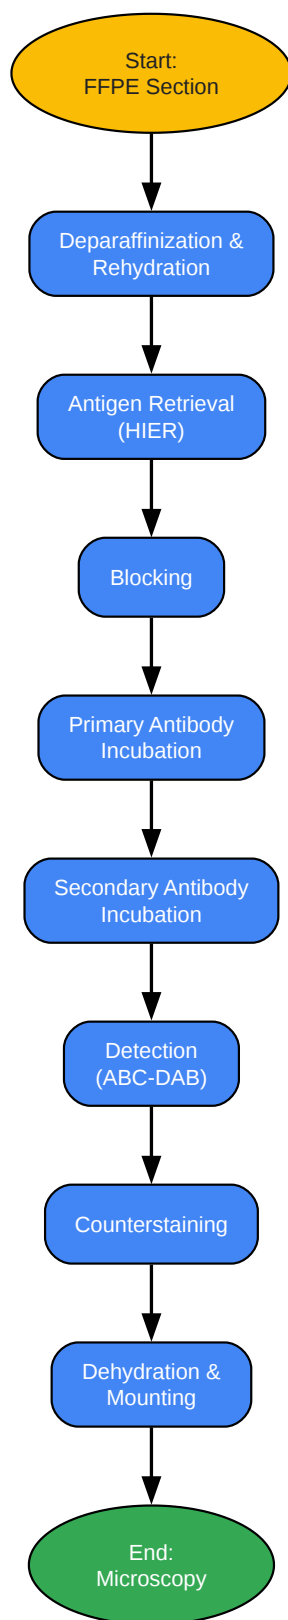 Start:
FFPE Section
Deparaffinization &
Rehydration
Antigen Retrieval
(HIER)
Blocking
Primary Antibody
Incubation
Secondary Antibody
Incubation
Detection
(ABC-DAB)
Counterstaining
Dehydration &
Mounting
End:
Microscopy